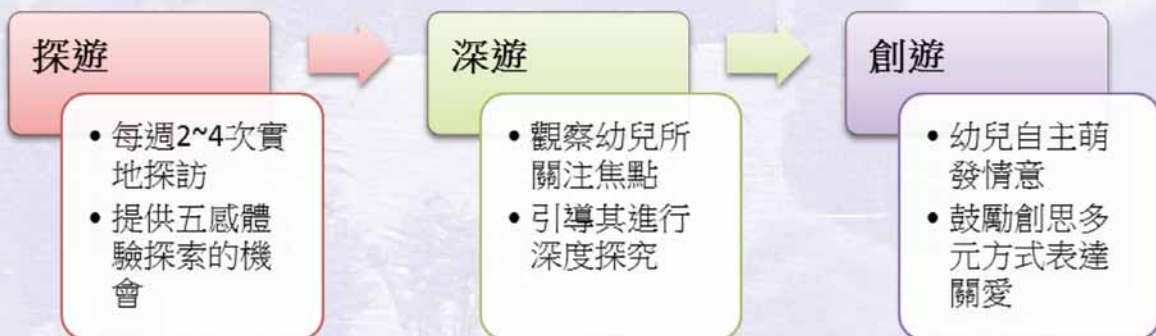 探遊
• 每週2~4次實
地探訪
• 提供五感體
驗探索的機
會
深遊
• 觀察幼兒所
關注焦點
• 引導其進行
深度探究
創遊
• 幼兒自主萌
發情意
• 鼓勵創思多
元方式表達
關愛